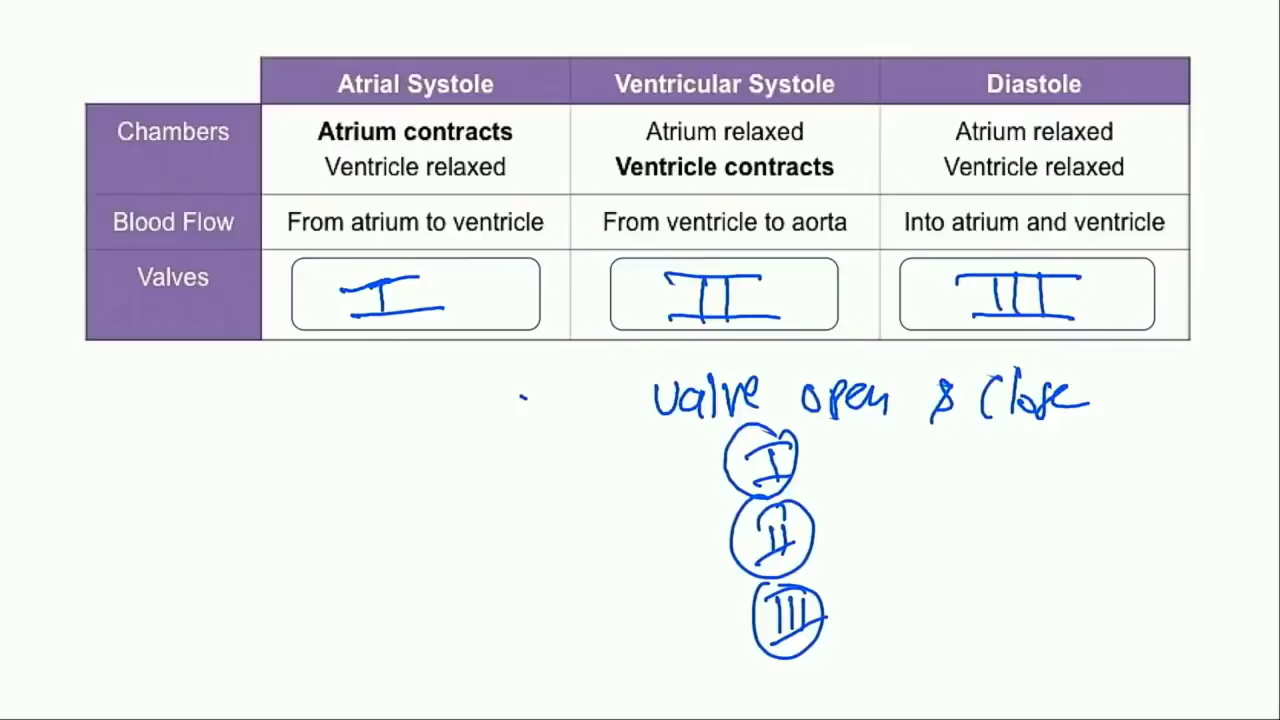 Atrial Systole Ventricular Systole Diastole
Chambers Atrium contracts Atrium relaxed Atrium relaxed
Ventricle relaxed Ventricle contracts Ventricle relaxed
Blood Flow From atrium to ventricle From ventricle to aorta Into atrium and ventricle
Valves I II III
valve open & close
I
II
III